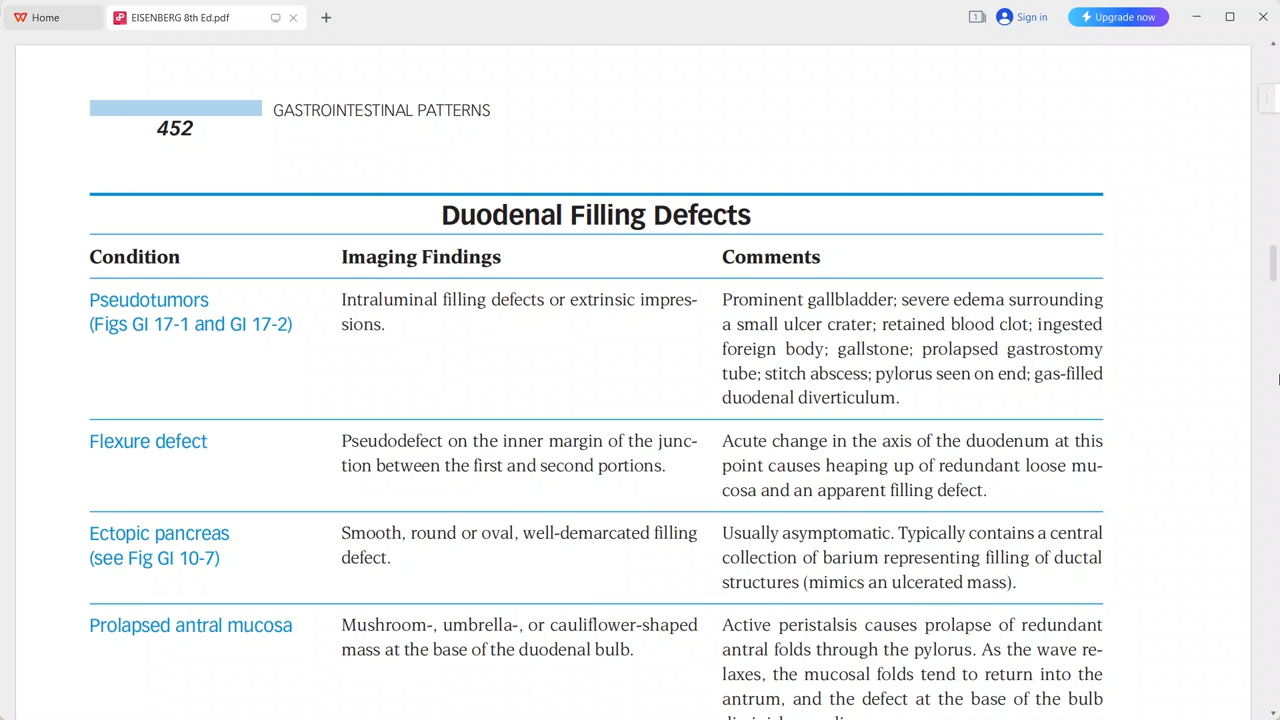 Home
EISENBERG 8th Ed.pdf
1
Sign in
Upgrade now
GASTROINTESTINAL PATTERNS
452
Duodenal Filling Defects
Condition
Imaging Findings
Comments
Pseudotumors
(Figs GI 17-1 and GI 17-2)
Intraluminal filling defects or extrinsic impres-
sions.
Prominent gallbladder; severe edema surrounding
a small ulcer crater; retained blood clot; ingested
foreign body; gallstone; prolapsed gastrostomy
tube; stitch abscess; pylorus seen on end; gas-filled
duodenal diverticulum.
Flexure defect
Pseudodefect on the inner margin of the junc-
tion between the first and second portions.
Acute change in the axis of the duodenum at this
point causes heaping up of redundant loose mu-
cosa and an apparent filling defect.
Ectopic pancreas
(see Fig GI 10-7)
Smooth, round or oval, well-demarcated filling
defect.
Usually asymptomatic. Typically contains a central
collection of barium representing filling of ductal
structures (mimics an ulcerated mass).
Prolapsed antral mucosa
Mushroom-, umbrella-, or cauliflower-shaped
mass at the base of the duodenal bulb.
Active peristalsis causes prolapse of redundant
antral folds through the pylorus. As the wave re-
laxes, the mucosal folds tend to return into the
antrum, and the defect at the base of the bulb